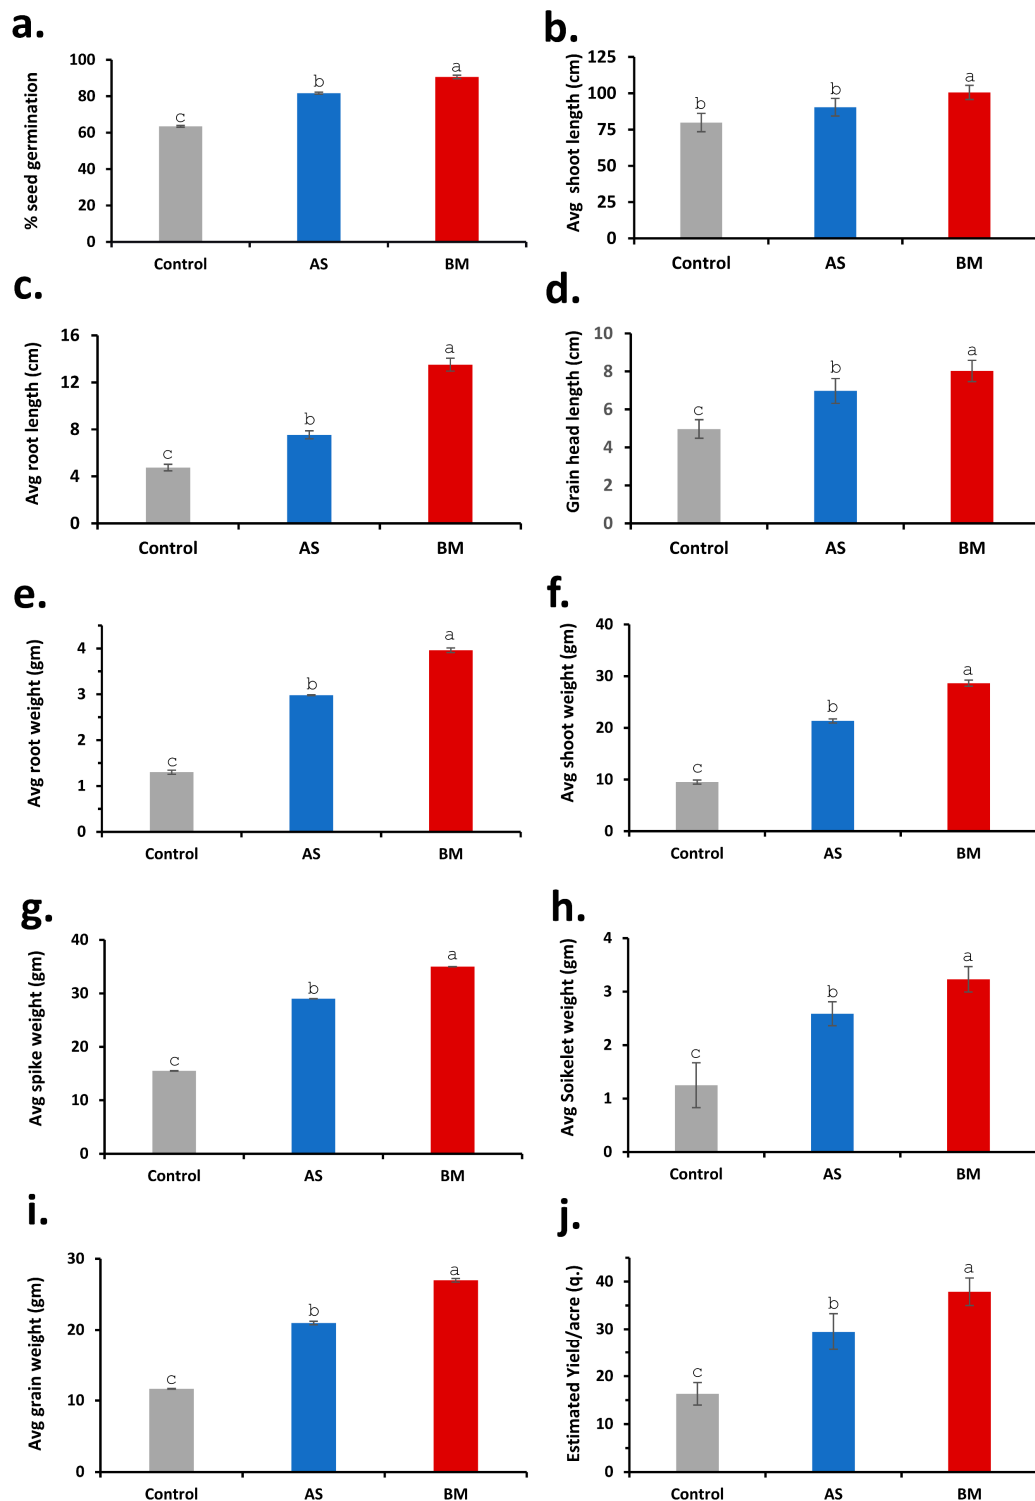 a.
% seed germination
100
80
60
40
20
0
c
b
a
Control AS BM
b.
Avg shoot length (cm)
125
100
75
50
25
0
b
b
a
Control AS BM
c.
Avg root length (cm)
16
12
8
4
0
c
b
a
Control AS BM
d.
Grain head length (cm)
10
8
6
4
2
0
c
b
a
Control AS BM
e.
Avg root weight (gm)
4
3
2
1
0
c
b
a
Control AS BM
f.
Avg shoot weight (gm)
40
30
20
10
0
c
b
a
Control AS BM
g.
Avg spike weight (gm)
40
30
20
10
0
c
b
a
Control AS BM
h.
Avg Soikelet weight (gm)
4
3
2
1
0
c
b
a
Control AS BM
i.
Avg grain weight (gm)
30
20
10
0
c
b
a
Control AS BM
j.
Estimated Yield/acre (q.)
40
30
20
10
0
c
b
a
Control AS BM